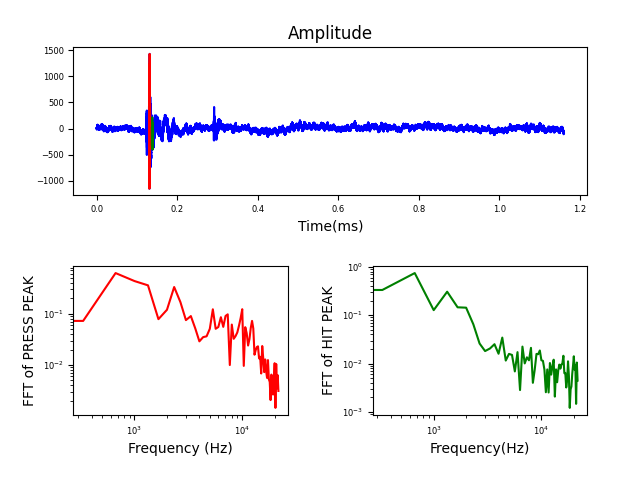 Amplitude
1500
1000
500
0
−500
−1000
0.0 0.2 0.4 0.6 0.8 1.0 1.2
Time(ms)
FFT of PRESS PEAK
10⁻¹
10⁻²
10³ 10⁴
Frequency (Hz)
FFT of HIT PEAK
10⁰
10⁻¹
10⁻²
10⁻³
10³ 10⁴
Frequency(Hz)